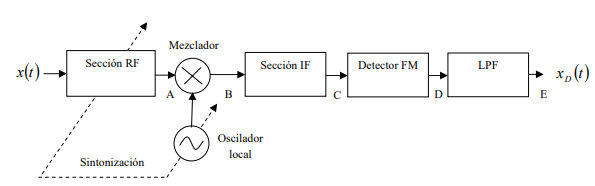 Mezclador
x(t)
Sección RF
Sección IF
Detector FM
LPF
x_D(t)
A
B
C
D
E
Oscilador
local
Sintonización